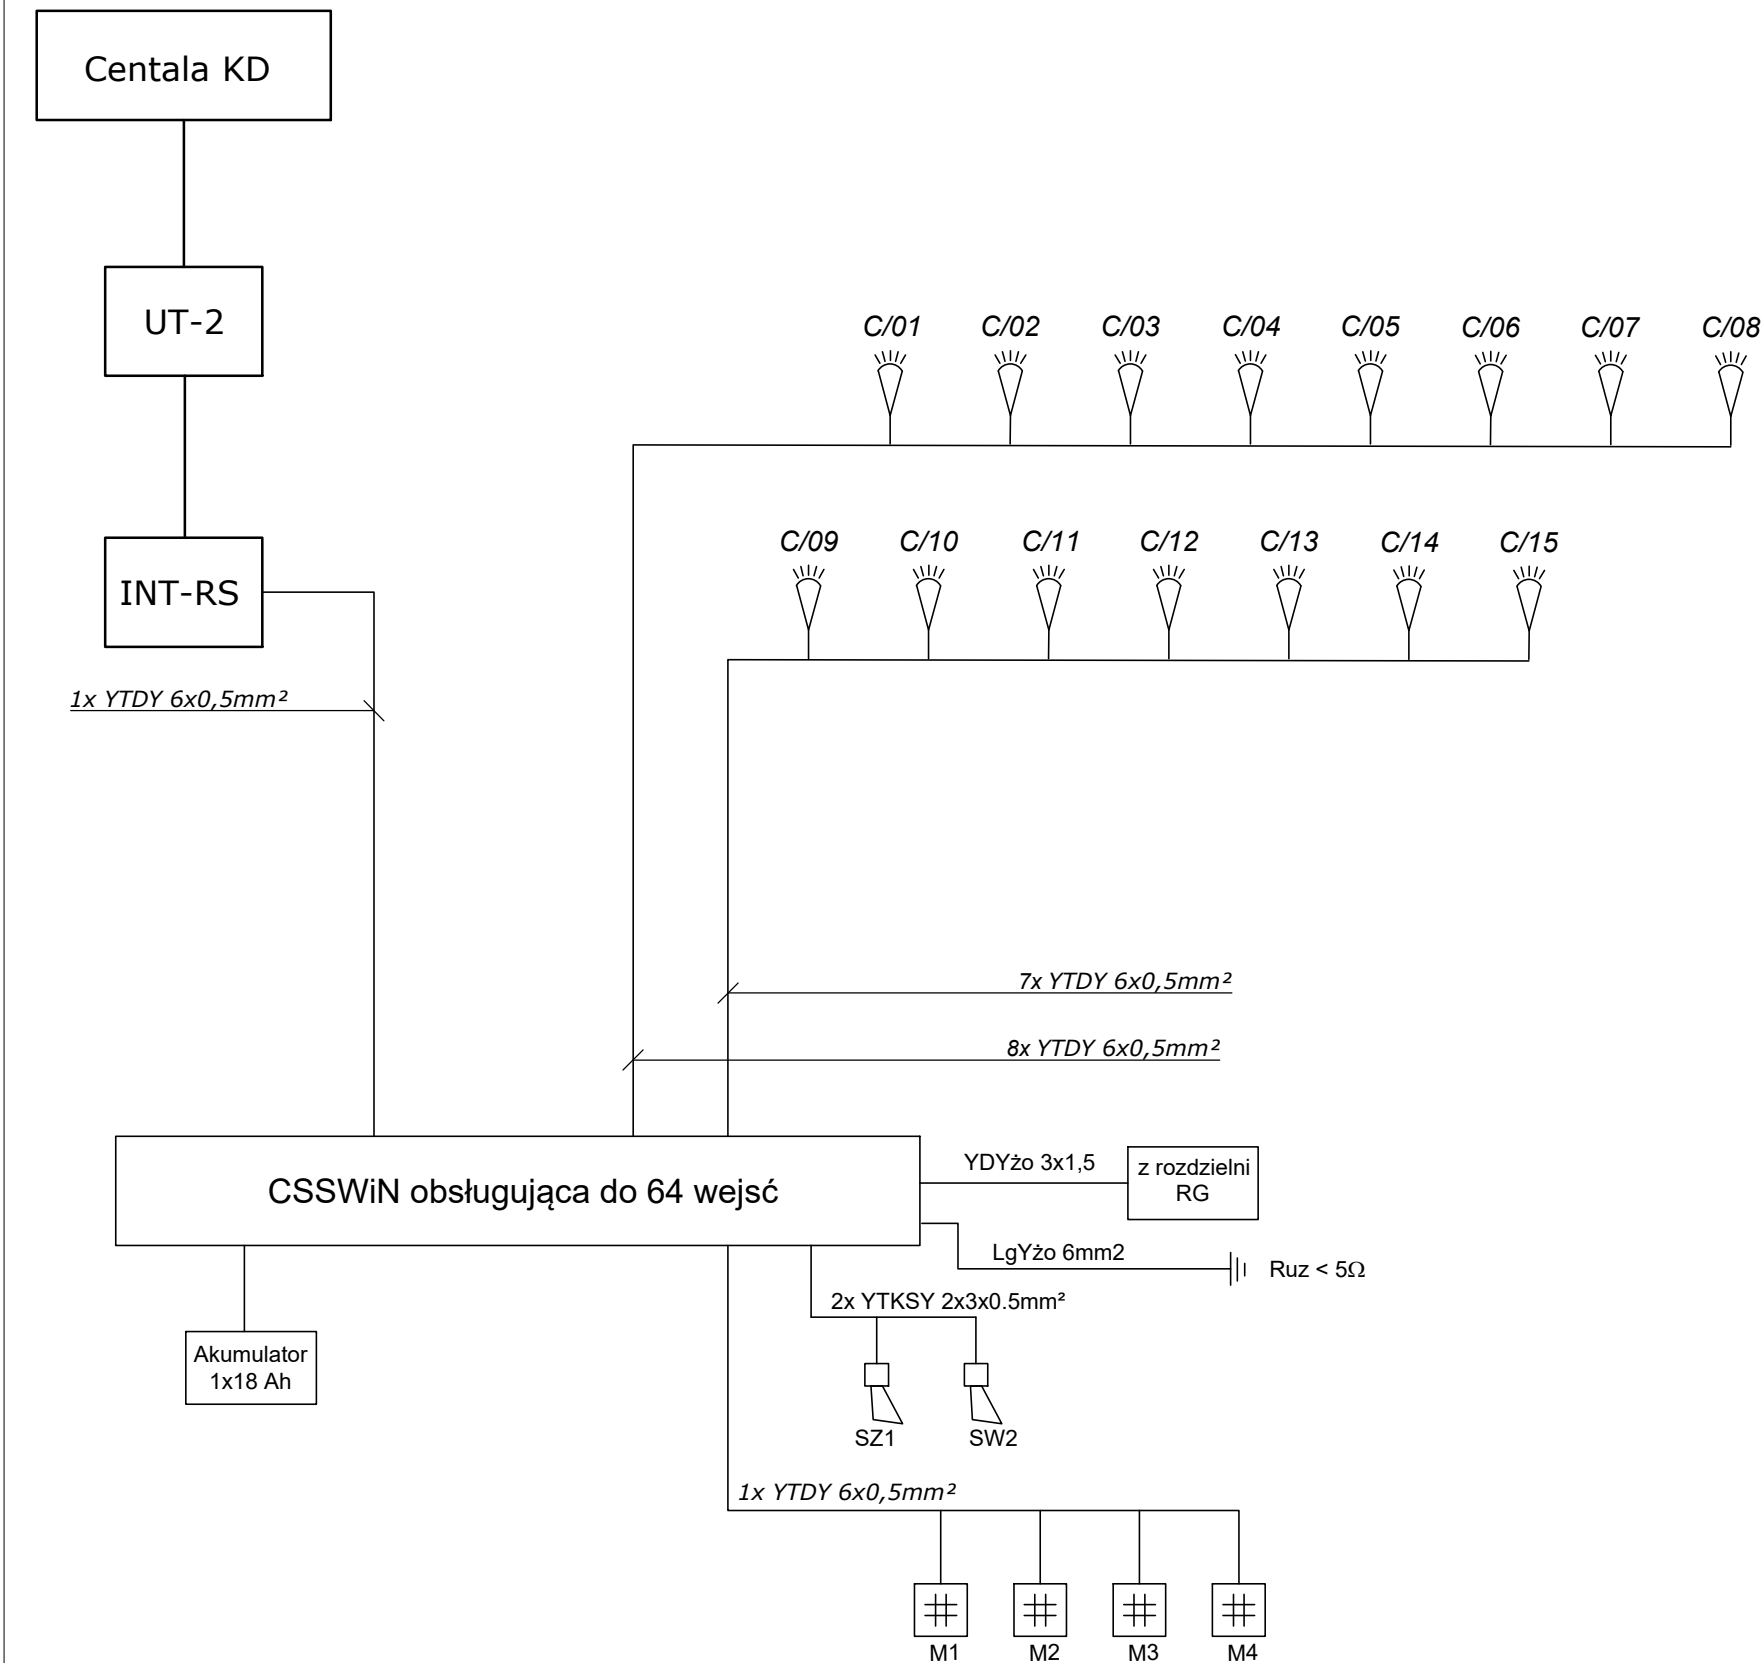 Centala KD
UT-2
C/01 C/02 C/03 C/04 C/05 C/06 C/07 C/08
C/09 C/10 C/11 C/12 C/13 C/14 C/15
INT-RS
1x YTDY 6x0,5mm²
7x YTDY 6x0,5mm²
8x YTDY 6x0,5mm²
CSSWiN obsługująca do 64 wejsć
YDYżo 3x1,5
z rozdzielni
RG
LgYżo 6mm2
Ruz < 5Ω
2x YTKSY 2x3x0.5mm²
Akumulator
1x18 Ah
SZ1 SW2
1x YTDY 6x0,5mm²
M1 M2 M3 M4